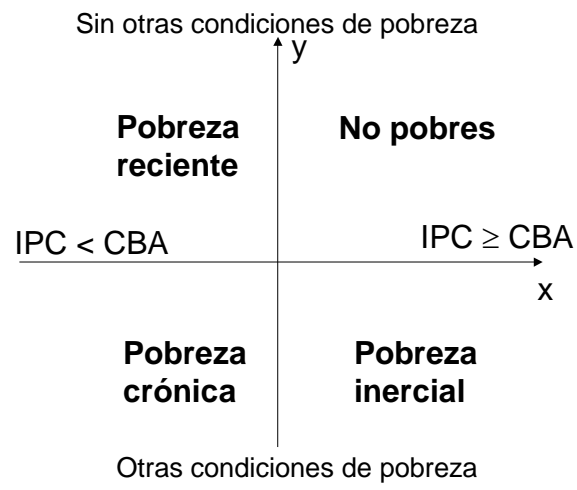 Sin otras condiciones de pobreza
y
Pobreza
reciente
No pobres
IPC < CBA
IPC ≥ CBA
x
Pobreza
crónica
Pobreza
inercial
Otras condiciones de pobreza